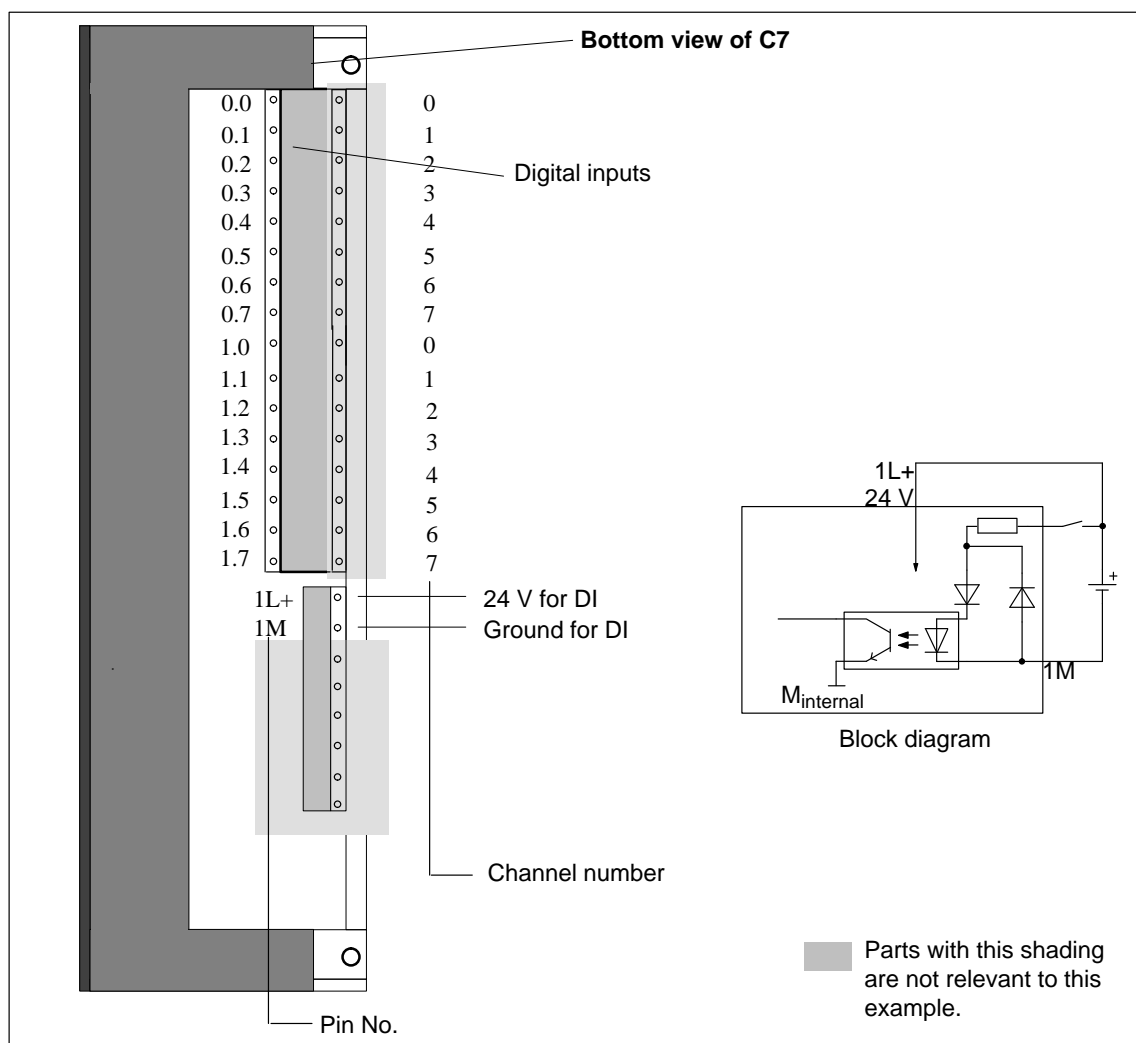 Bottom view of C7
0.0 0
0.1 1
0.2 2
Digital inputs
0.3 3
0.4 4
0.5 5
0.6 6
0.7 7
1.0 0
1.1 1
1.2 2
1.3 3
1.4 4
1.5 5
1.6 6
1.7 7
1L+ 24 V for DI
1M Ground for DI
Channel number
Pin No.
1L+
24 V
+
1M
Minternal
Block diagram
Parts with this shading
are not relevant to this
example.